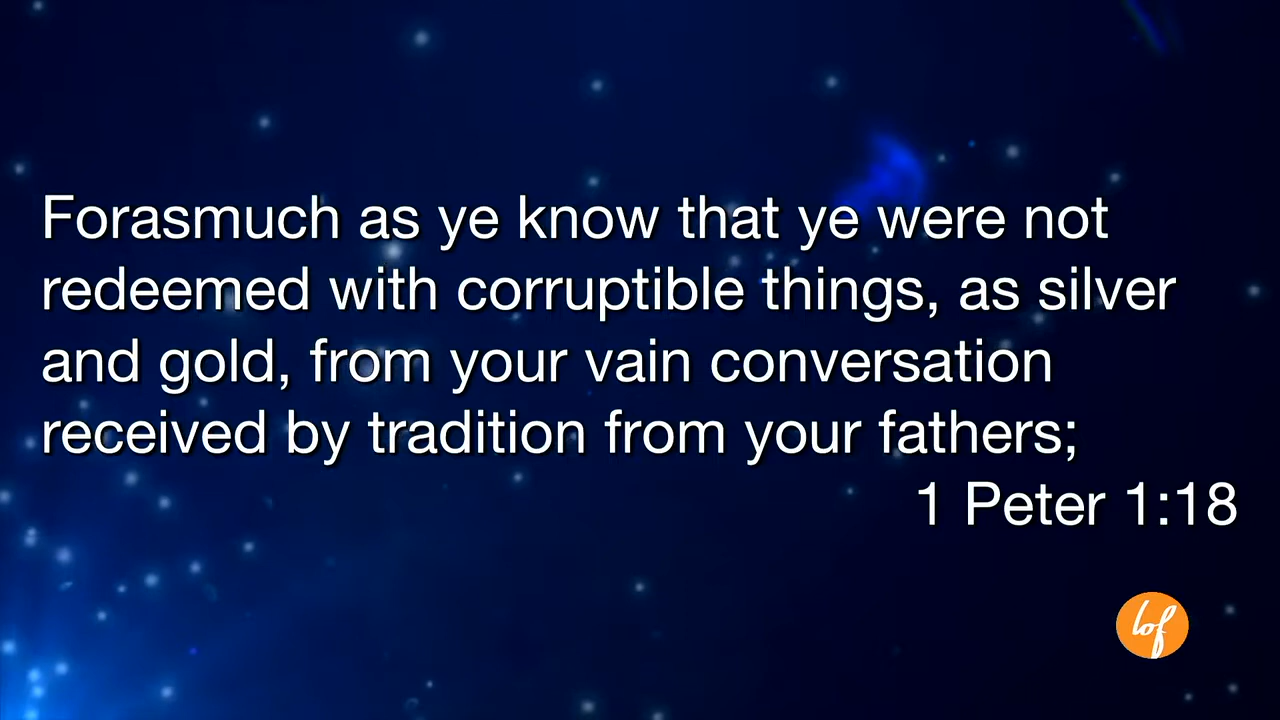 Forasmuch as ye know that ye were not
redeemed with corruptible things, as silver
and gold, from your vain conversation
received by tradition from your fathers;
1 Peter 1:18
lof